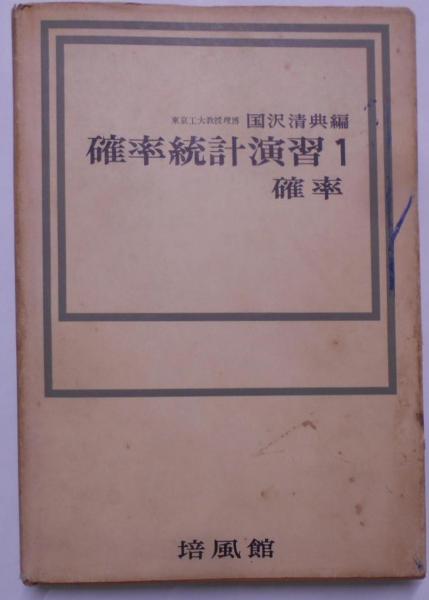 東京工大教授理博 国沢清典編
確率統計演習1
確率
培風館